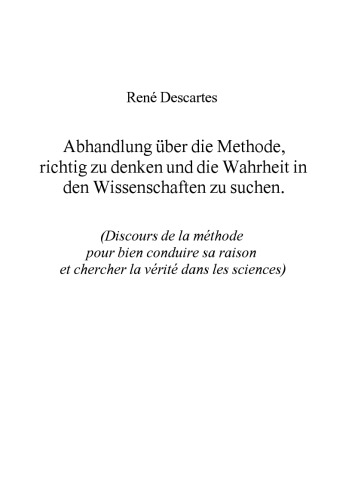 René Descartes
Abhandlung über die Methode,
richtig zu denken und die Wahrheit in
den Wissenschaften zu suchen.
(Discours de la méthode
pour bien conduire sa raison
et chercher la vérité dans les sciences)